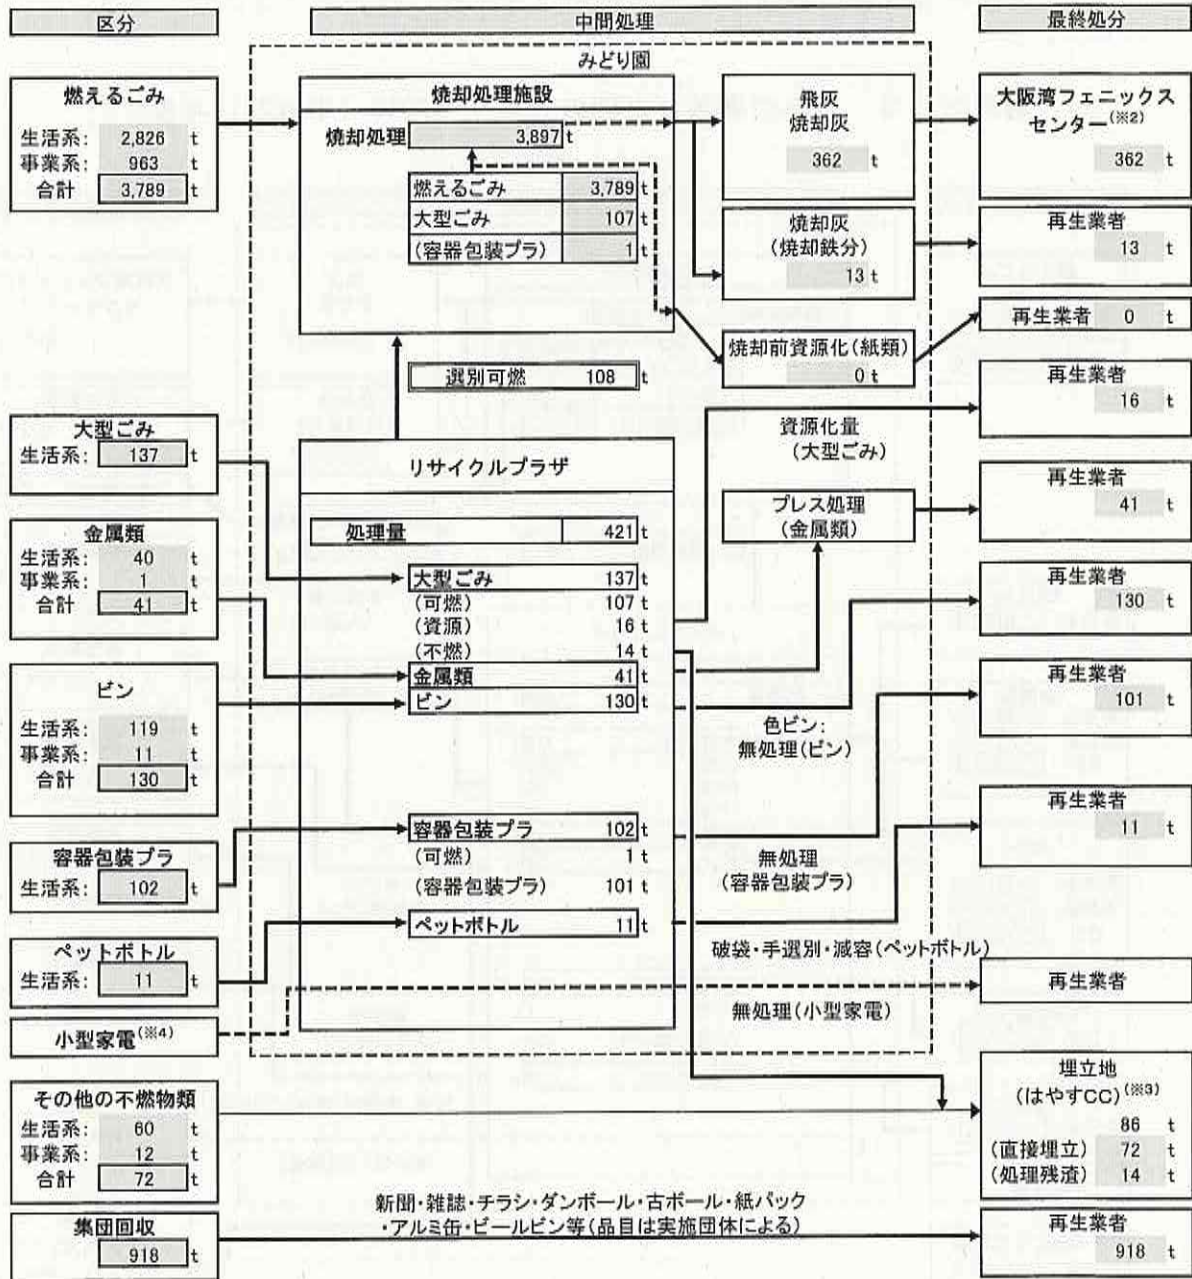 区分
中間処理
最終処分
みどり園
燃えるごみ
生活系: 2,826 t
事業系: 963 t
合計 3,789 t
焼却処理施設
焼却処理 3,897 t
燃えるごみ 3,789 t
大型ごみ 107 t
(容器包装プラ) 1 t
飛灰
焼却灰
362 t
大阪湾フェニックス
センター(※2)
362 t
焼却灰
(焼却鉄分)
13 t
再生業者
13 t
焼却前資源化(紙類)
0 t
再生業者 0 t
選別可燃 108 t
大型ごみ
生活系: 137 t
資源化量
(大型ごみ)
再生業者
16 t
リサイクルプラザ
処理量 421 t
プレス処理
(金属類)
再生業者
41 t
金属類
生活系: 40 t
事業系: 1 t
合計 41 t
大型ごみ 137 t
(可燃) 107 t
(資源) 16 t
(不燃) 14 t
金属類 41 t
ビン 130 t
再生業者
130 t
ビン
生活系: 119 t
事業系: 11 t
合計 130 t
色ビン:
無処理(ビン)
再生業者
101 t
容器包装プラ
生活系: 102 t
容器包装プラ 102 t
(可燃) 1 t
(容器包装プラ) 101 t
無処理
(容器包装プラ)
再生業者
11 t
ペットボトル
生活系: 11 t
ペットボトル 11 t
破袋・手選別・減容(ペットボトル)
小型家電(※4)
無処理(小型家電)
再生業者
その他の不燃物類
生活系: 60 t
事業系: 12 t
合計 72 t
埋立地
(はやすCC)(※3)
86 t
(直接埋立) 72 t
(処理残渣) 14 t
集団回収
918 t
新聞・雑誌・チラシ・ダンボール・古ボール・紙パック
・アルミ缶・ビールビン等(品目は実施団体による)
再生業者
918 t